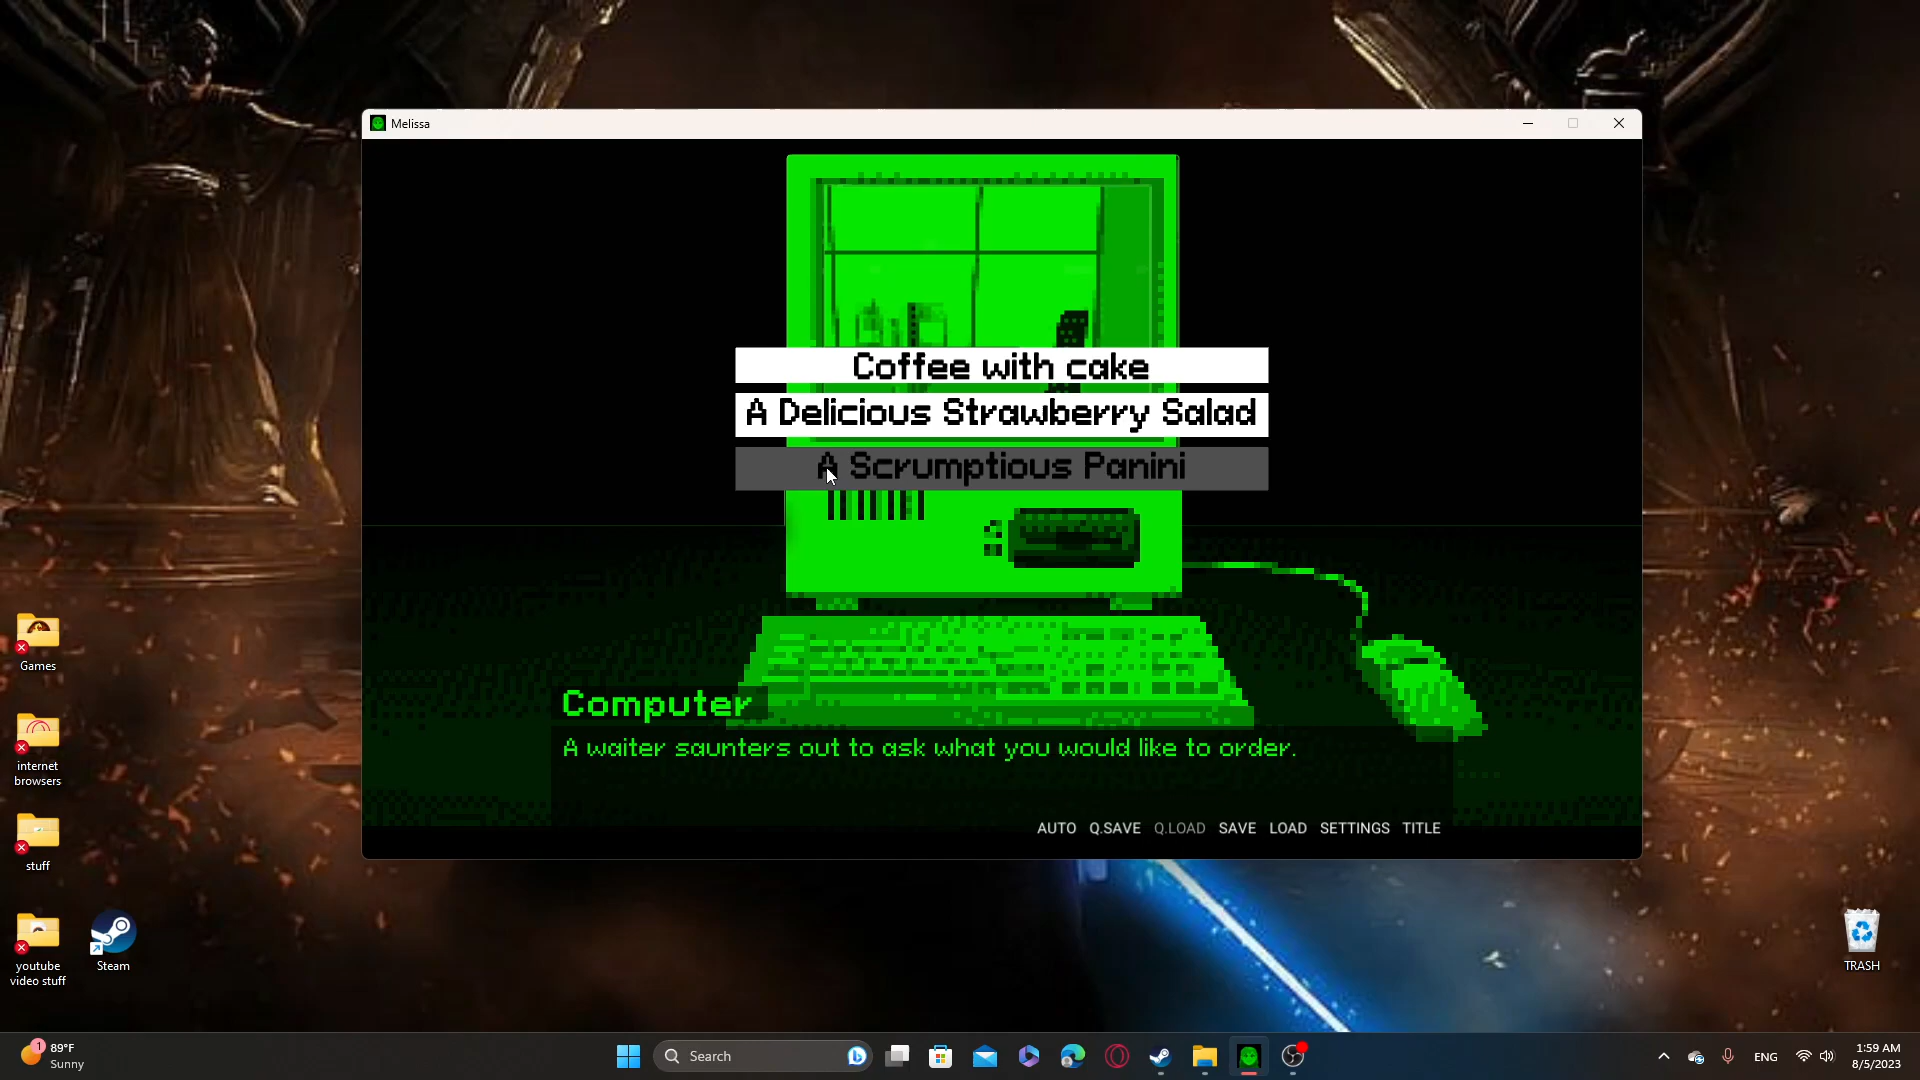 Melissa
Coffee with cake
A Delicious Strawberry Salad
A Scrumptious Panini
Computer
A waiter saunters out to ask what you would like to order.
AUTO Q.SAVE Q.LOAD SAVE LOAD SETTINGS TITLE
Games
internet
browsers
stuff
youtube
video stuff
Steam
TRASH
1
89°F
Sunny
Search
ENG
1:59 AM
8/5/2023